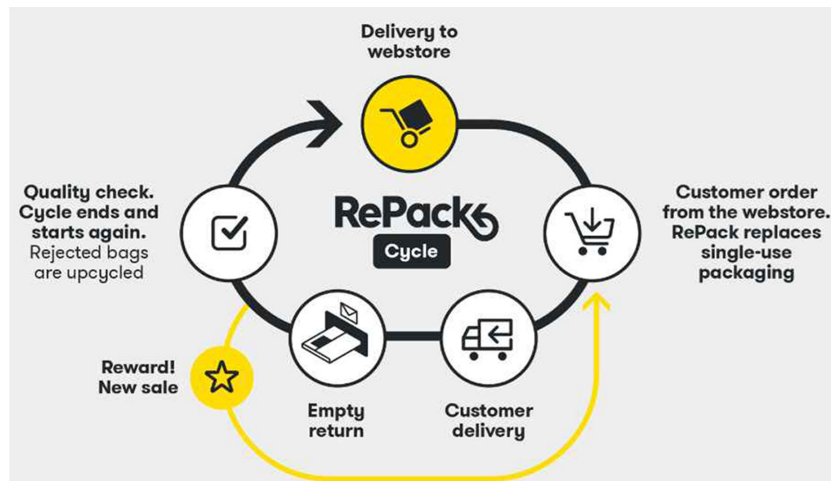 Delivery to
webstore
Customer order
from the webstore.
RePack replaces
single-use
packaging
Customer
delivery
Empty
return
Quality check.
Cycle ends and
starts again.
Rejected bags
are upcycled
Reward!
New sale
RePack
Cycle